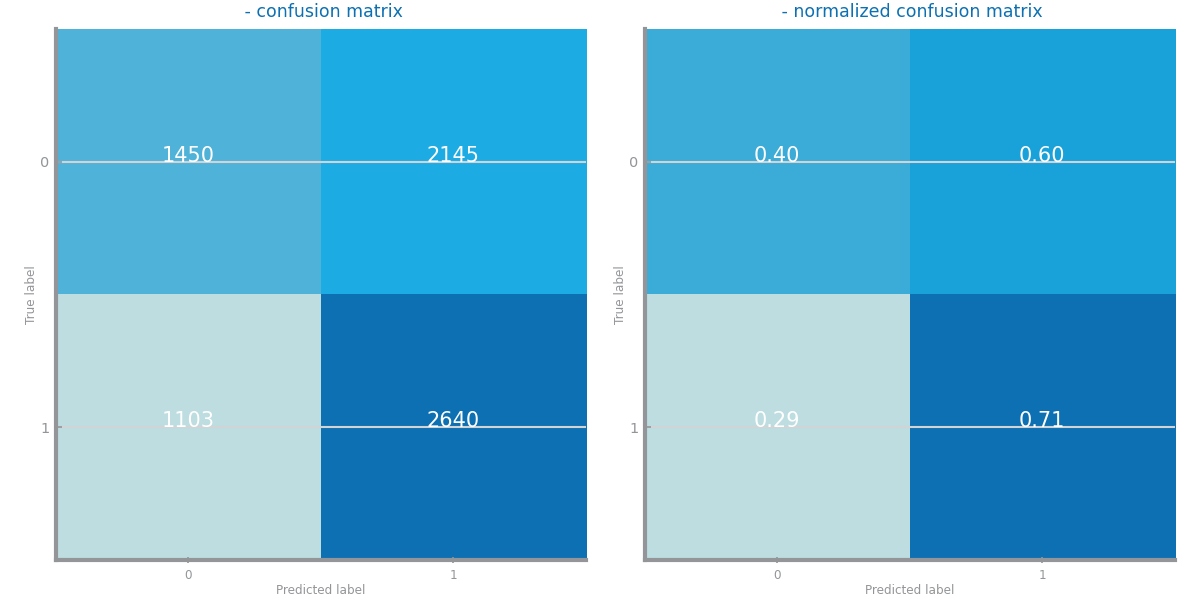 - confusion matrix
0
1450
2145
True label
1
1103
2640
0
1
Predicted label
- normalized confusion matrix
0
0.40
0.60
True label
1
0.29
0.71
0
1
Predicted label